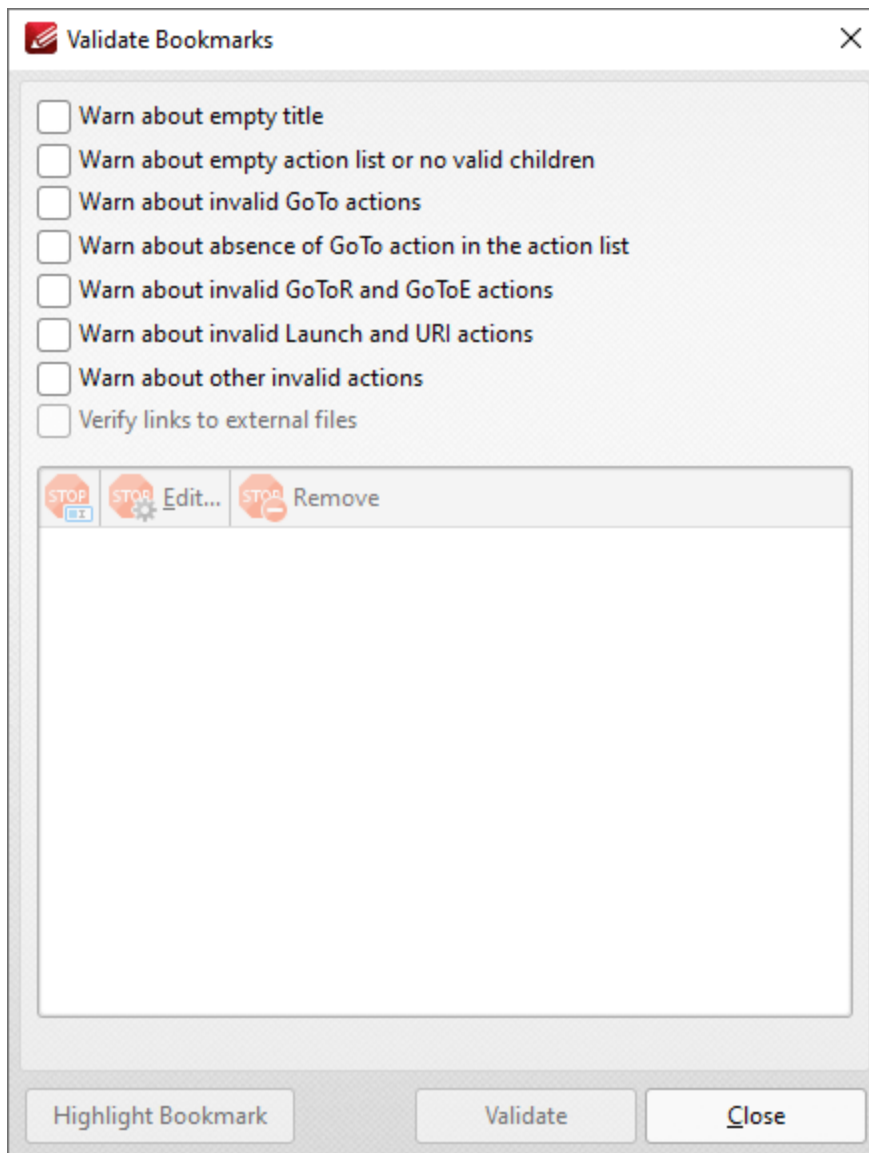 Validate Bookmarks
Warn about empty title
Warn about empty action list or no valid children
Warn about invalid GoTo actions
Warn about absence of GoTo action in the action list
Warn about invalid GoToR and GoToE actions
Warn about invalid Launch and URI actions
Warn about other invalid actions
Verify links to external files
STOP STOP Edit... STOP Remove
Highlight Bookmark Validate Close